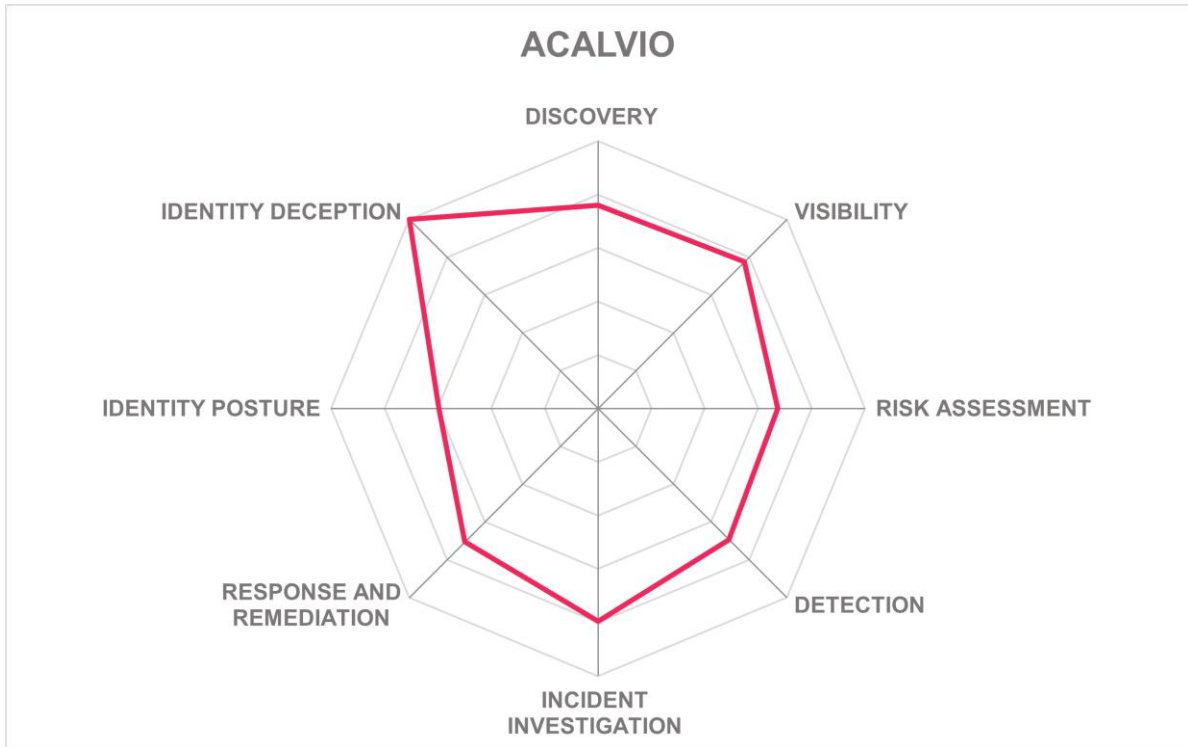 ACALVIO
DISCOVERY
IDENTITY DECEPTION
VISIBILITY
IDENTITY POSTURE
RISK ASSESSMENT
RESPONSE AND
REMEDIATION
DETECTION
INCIDENT
INVESTIGATION